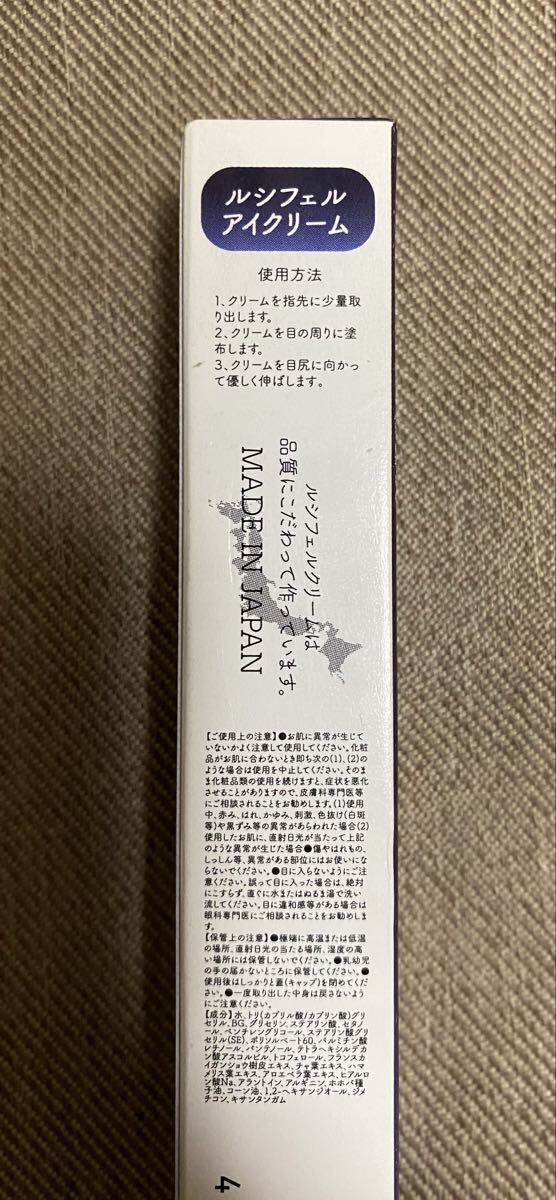 ルシフェル
アイクリーム
使用方法
1、クリームを指先に少量取
り出します。
2、クリームを目の周りに塗
布します。
3、クリームを目尻に向かっ
て優しく伸ばします。
ルシフェルクリームは
品質にこだわって作っています。
MADE IN JAPAN
【ご使用上の注意】●お肌に異常が生じて
いないかよく注意して使用してください。化粧
品がお肌に合わないとき即ち次の(1)、(2)の
ような場合は使用を中止してください。そのま
ま化粧品類の使用を続けますと、症状を悪化
させることがありますので、皮膚科専門医等
にご相談されることをお勧めします。(1)使用
中、赤み、はれ、かゆみ、刺激、色抜け(白斑
等)や黒ずみ等の異常があらわれた場合(2)
使用したお肌に、直射日光が当たって上記
のような異常が生じた場合●傷やはれもの、
しっしん等、異常がある部位にはお使いにな
らないでください。●目に入らないようにご注
意ください。誤って目に入った場合は、絶対
にこすらず、直ぐに水またはぬるま湯で洗い
流してください。目に違和感等がある場合は
眼科専門医にご相談されることをお勧めしま
す。
【保管上の注意】●極端に高温または低温
の場所、直射日光の当たる場所、湿度の高
い場所には保管しないでください。●乳幼児
の手の届かないところに保管してください。●
使用後はしっかりと蓋(キャップ)を閉めてくだ
さい。●一度取り出した中身は戻さないよう
にご注意ください。
【成分】水、トリ(カプリル酸/カプリン酸)グリ
セリル、BG、グリセリン、ステアリン酸、セタノ
ール、ペンチレングリコール、ステアリン酸グリ
セリル(SE)、ポリソルベート60、パルミチン酸
レチノール、パンテノール、テトラヘキシルデカ
ン酸アスコルビル、トコフェロール、フランスカ
イガンショウ樹皮エキス、チャ葉エキス、ハマ
メリス葉エキス、アロエベラ葉エキス、ヒアルロ
ン酸Na、アラントイン、アルギニン、ホホバ種
子油、コーン油、1,2-ヘキサンジオール、ジメ
チコン、キサンタンガム
4